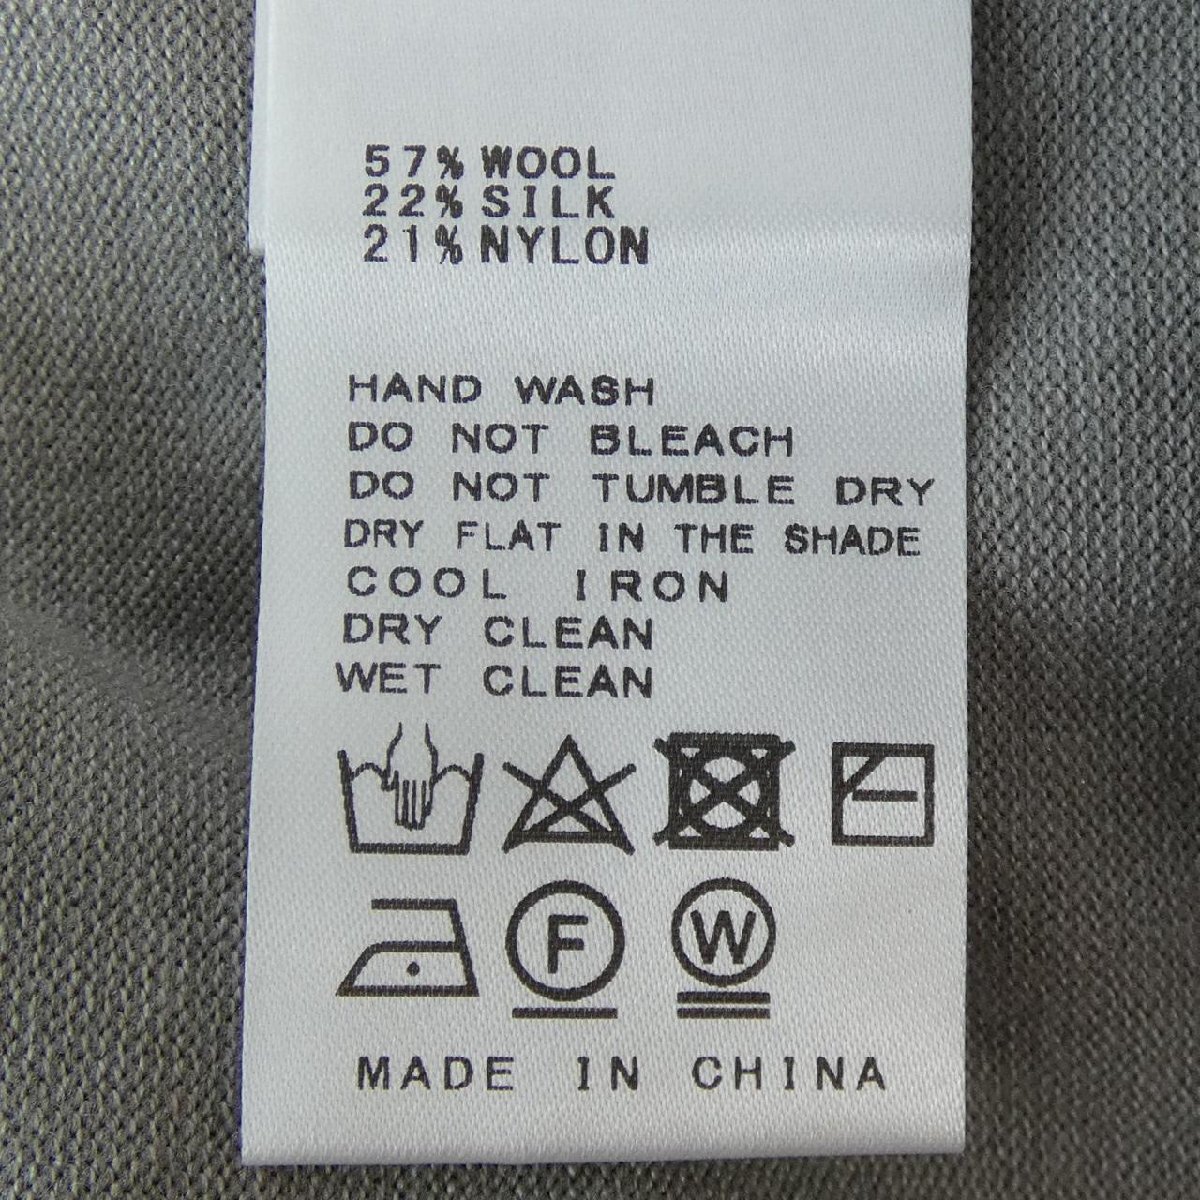 57% WOOL
22% SILK
21% NYLON
HAND WASH
DO NOT BLEACH
DO NOT TUMBLE DRY
DRY FLAT IN THE SHADE
COOL IRON
DRY CLEAN
WET CLEAN
F W
MADE IN CHINA